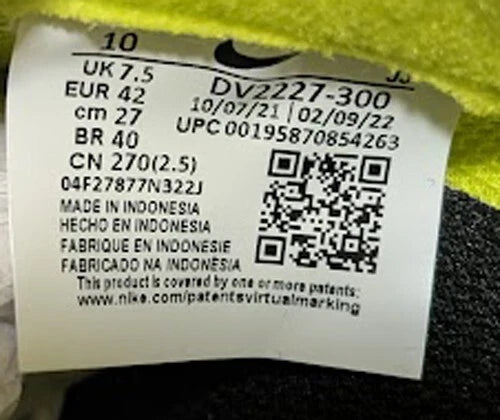 10
UK 7.5
EUR 42
cm 27
BR 40
CN 270(2.5)
04F27877N322J
DV2227-300
10/07/21 | 02/09/22
UPC 00195870854263
MADE IN INDONESIA
HECHO EN INDONESIA
FABRIQUE EN INDONESIE
FABRICADO NA INDONESIA
This product is covered by one or more patents:
www.nike.com/patentsvirtualmarking